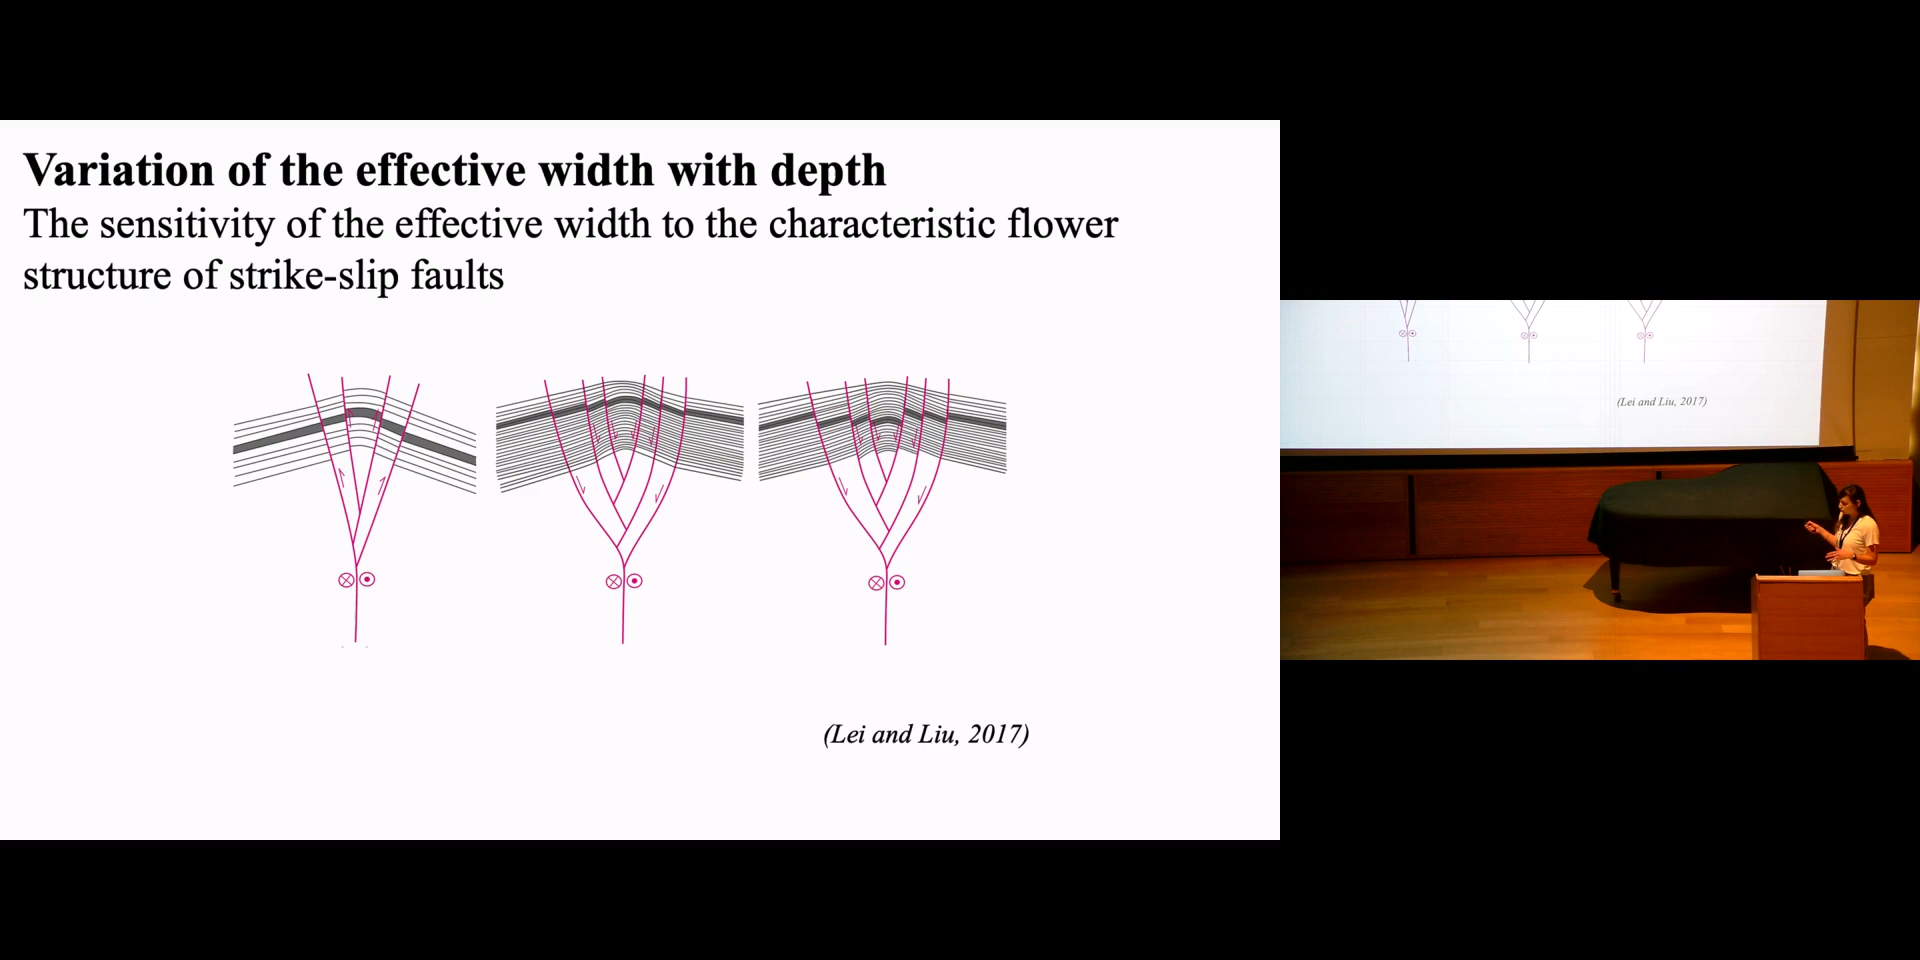 Variation of the effective width with depth
The sensitivity of the effective width to the characteristic flower
structure of strike-slip faults
(Lei and Liu, 2017)
(Lei and Liu, 2017)